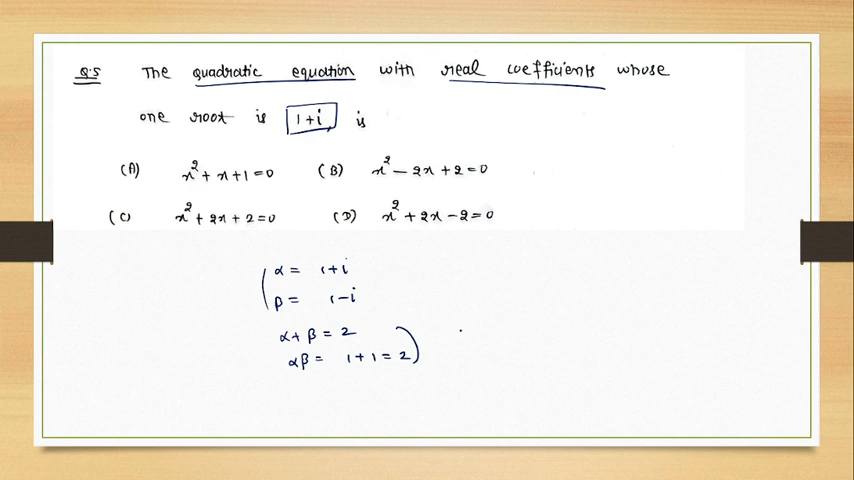 Q.5 The quadratic equation with real coefficients whose
one root is 1+i, is
(A) x² + x + 1 = 0 (B) x² − 2x + 2 = 0
(C) x² + 2x + 2 = 0 (D) x² + 2x − 2 = 0
α = 1+i
β = 1−i
α + β = 2
αβ = 1 + 1 = 2